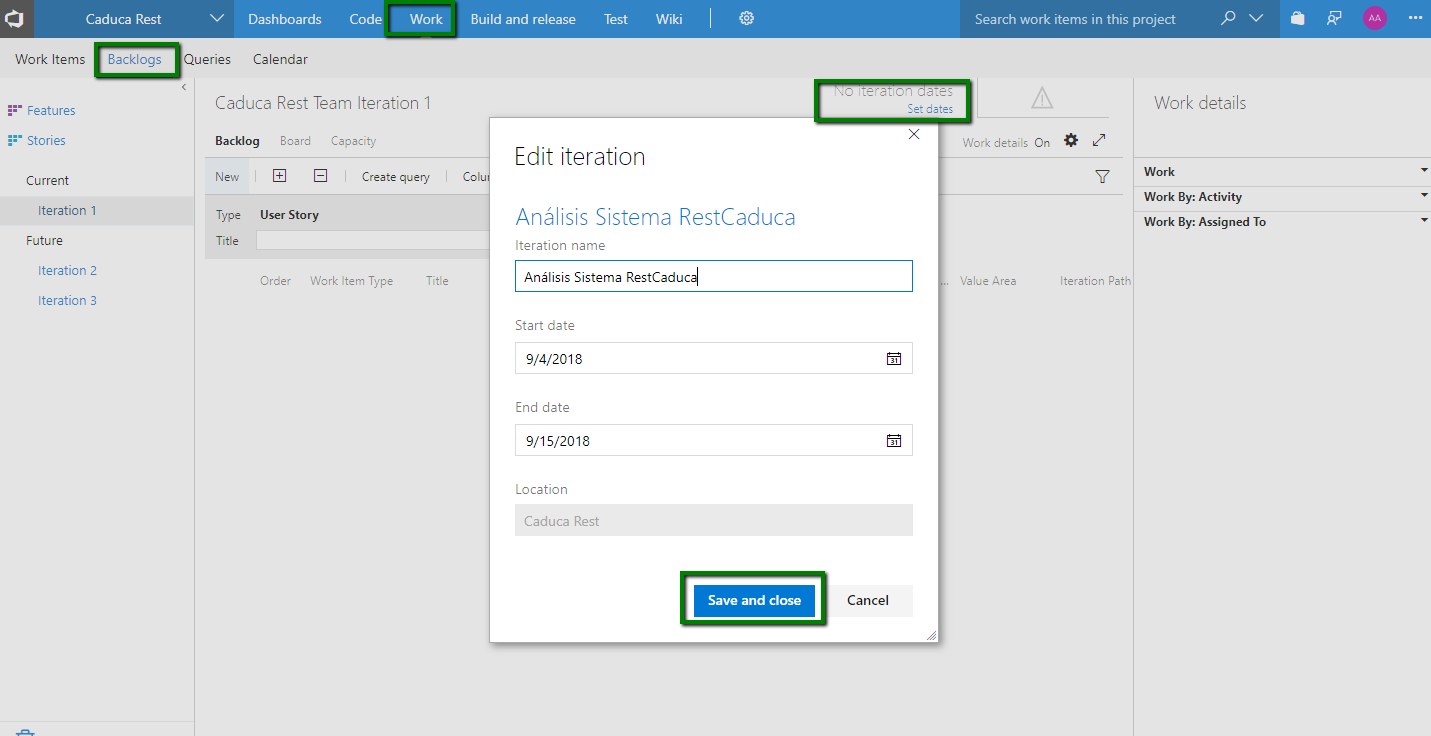 Caduca Rest Dashboards Code Work Build and release Test Wiki Search work items in this project AA
Work Items Backlogs Queries Calendar
Features
Stories
Current
Iteration 1
Future
Iteration 2
Iteration 3
Caduca Rest Team Iteration 1
No iteration dates
Set dates
Backlog Board Capacity
Work details On
New Create query Colu
Type User Story
Title
Order Work Item Type Title ... Value Area Iteration Path
Edit iteration
Análisis Sistema RestCaduca
Iteration name
Análisis Sistema RestCaduca
Start date
9/4/2018
31
End date
9/15/2018
31
Location
Caduca Rest
Save and close Cancel
Work details
Work
Work By: Activity
Work By: Assigned To